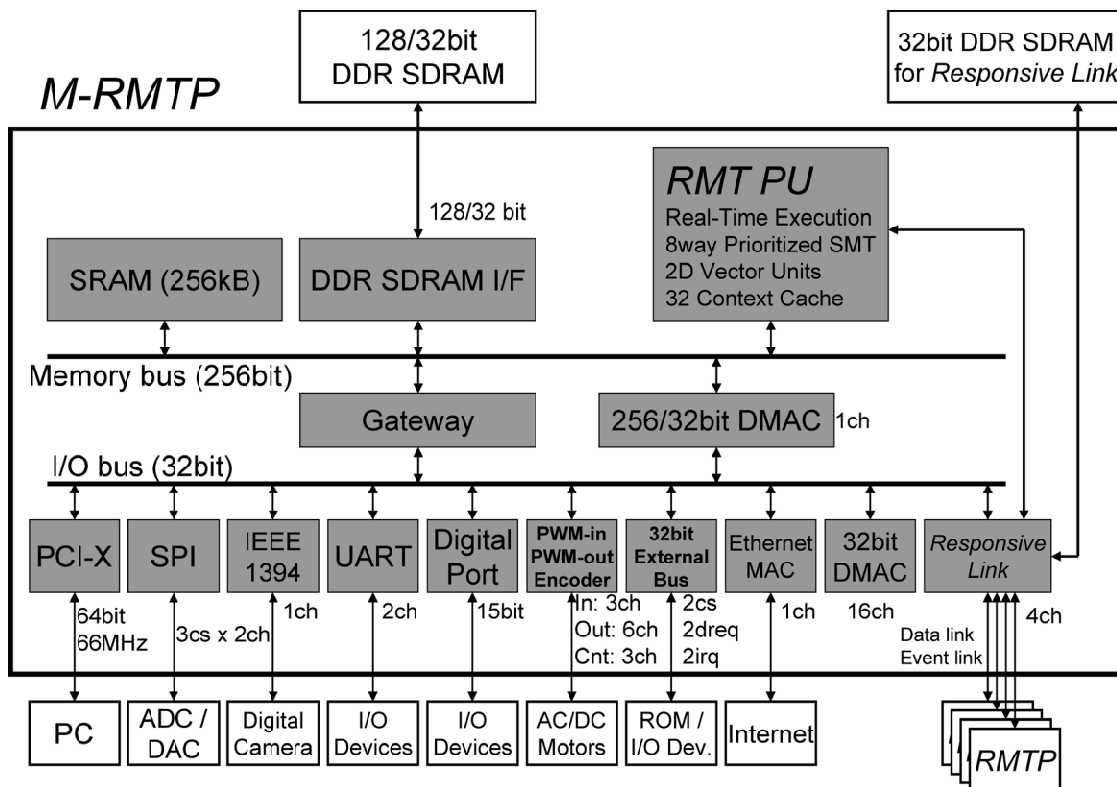 128/32bit
DDR SDRAM
32bit DDR SDRAM
for Responsive Link
M-RMTP
128/32 bit
RMT PU
Real-Time Execution
8way Prioritized SMT
2D Vector Units
32 Context Cache
SRAM (256kB)
DDR SDRAM I/F
Memory bus (256bit)
Gateway
256/32bit DMAC
1ch
I/O bus (32bit)
PCI-X
SPI
IEEE
1394
UART
Digital
Port
PWM-in
PWM-out
Encoder
32bit
External
Bus
Ethernet
MAC
32bit
DMAC
Responsive
Link
64bit
66MHz
3cs x 2ch
1ch
2ch
15bit
In: 3ch
Out: 6ch
Cnt: 3ch
2cs
2dreq
2irq
1ch
16ch
4ch
Data link
Event link
PC
ADC /
DAC
Digital
Camera
I/O
Devices
I/O
Devices
AC/DC
Motors
ROM /
I/O Dev.
Internet
RMTP